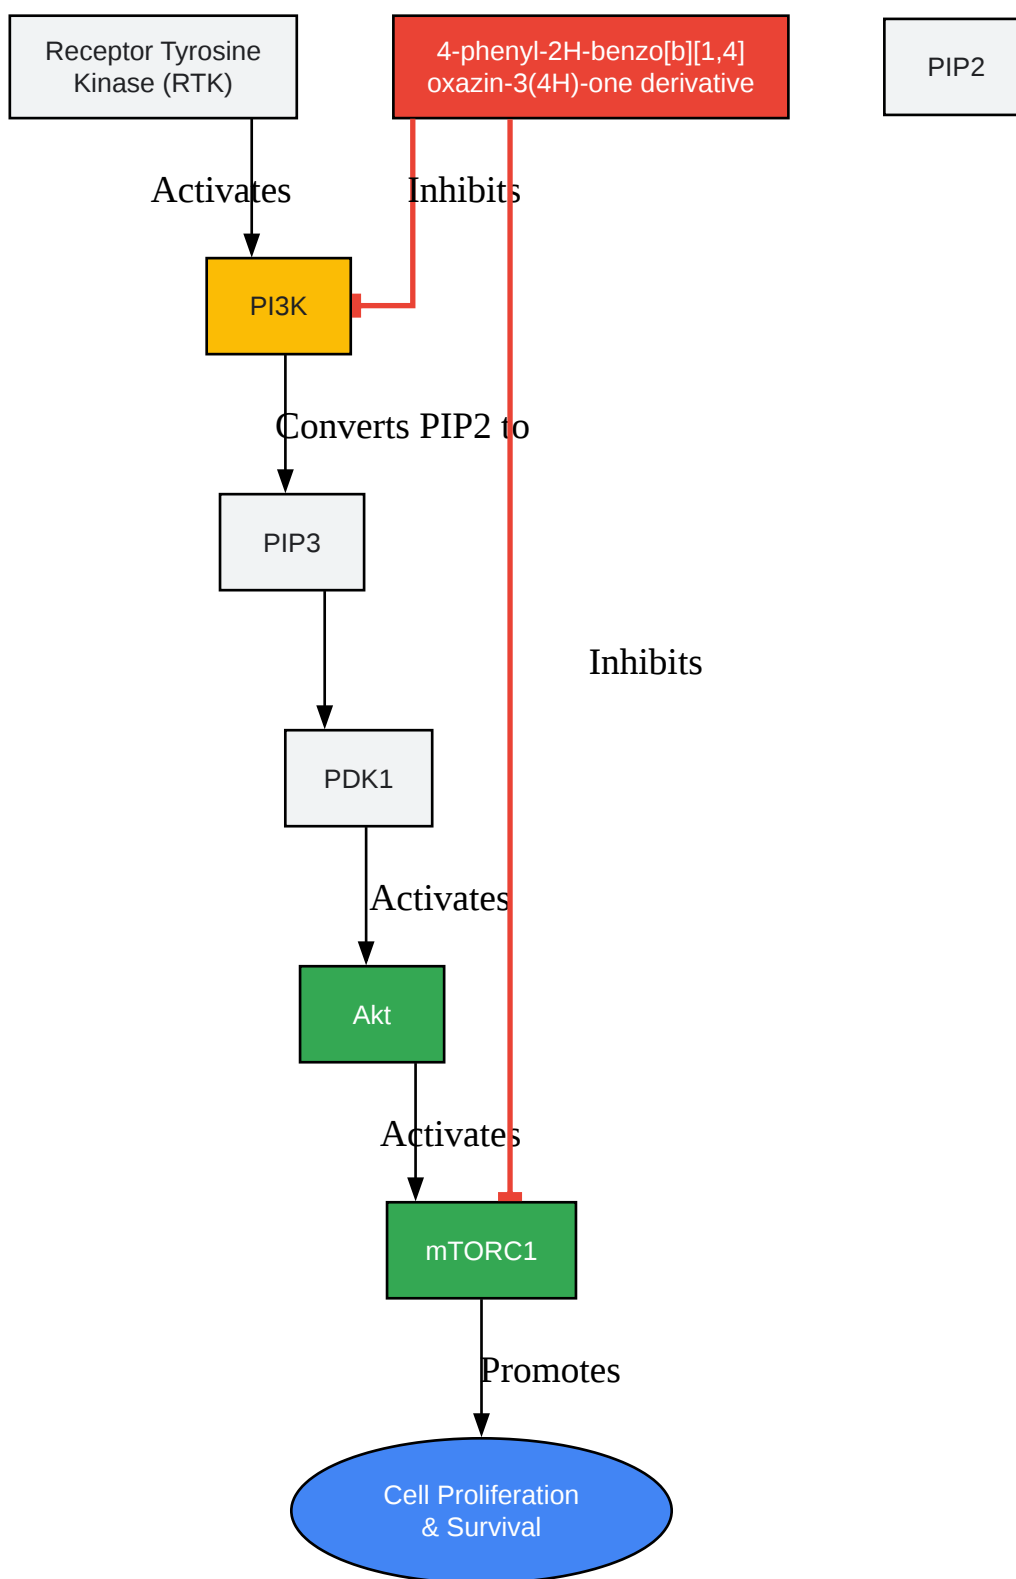 Receptor Tyrosine
Kinase (RTK)
4-phenyl-2H-benzo[b][1,4]
oxazin-3(4H)-one derivative
PIP2
Activates
Inhibits
PI3K
Converts PIP2 to
PIP3
Inhibits
PDK1
Activates
Akt
Activates
mTORC1
Promotes
Cell Proliferation
& Survival